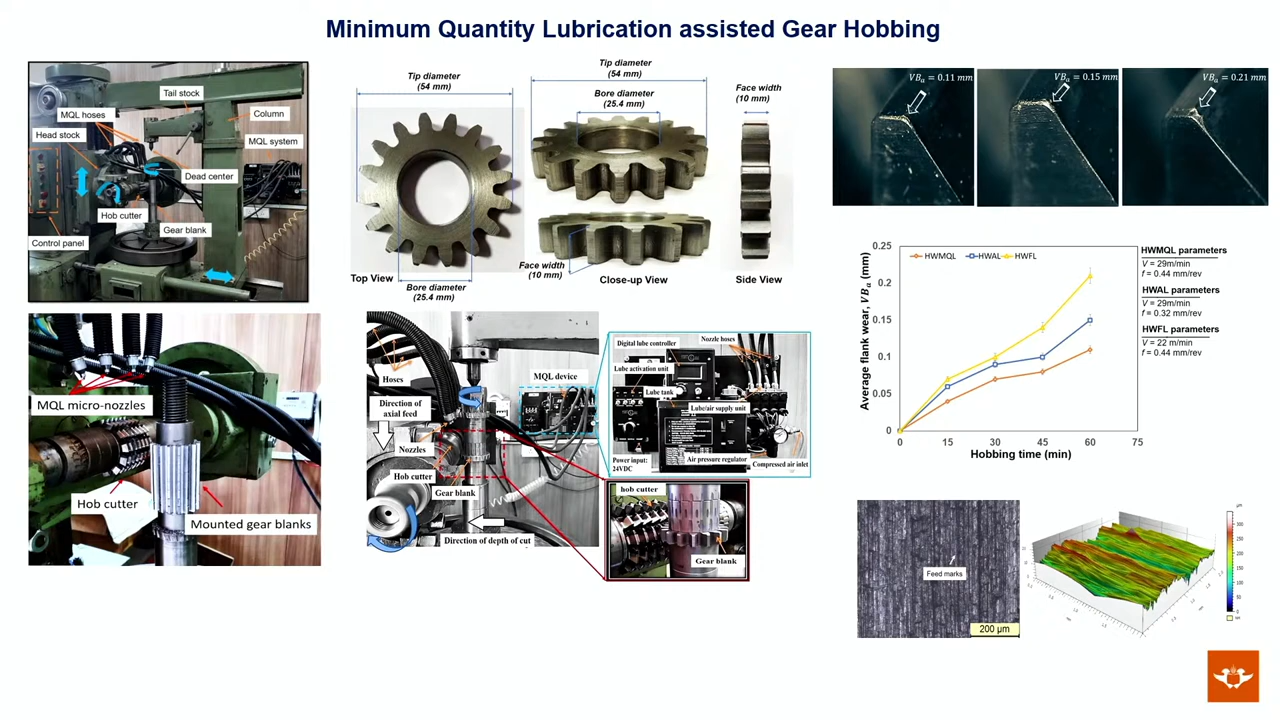 Minimum Quantity Lubrication assisted Gear Hobbing
Tail stock
MQL hoses
Column
Head stock
MQL system
Dead center
Hob cutter
Gear blank
Control panel
MQL micro-nozzles
Hob cutter
Mounted gear blanks
Tip diameter
(54 mm)
Tip diameter
(54 mm)
Bore diameter
(25.4 mm)
Face width
(10 mm)
Top View
Bore diameter
(25.4 mm)
Face width
(10 mm)
Close-up View
Side View
Hoses
MQL device
Direction of
axial feed
Nozzles
Hob cutter
Gear blank
Direction of depth of cut
Digital lube controller
Nozzle hoses
Lube activation unit
Lube tank
Lube/air supply unit
Power input:
24VDC
Air pressure regulator
Compressed air inlet
hob cutter
Gear blank
VBₐ = 0.11 mm
VBₐ = 0.15 mm
VBₐ = 0.21 mm
Average flank wear, VBₐ (mm)
0.25
0.2
0.15
0.1
0.05
0
HWMQL HWAL HWFL
0 15 30 45 60 75
Hobbing time (min)
HWMQL parameters
V = 29m/min
f = 0.44 mm/rev
HWAL parameters
V = 29m/min
f = 0.32 mm/rev
HWFL parameters
V = 22 m/min
f = 0.44 mm/rev
Feed marks
200 µm
µm
300
250
200
150
100
50
0